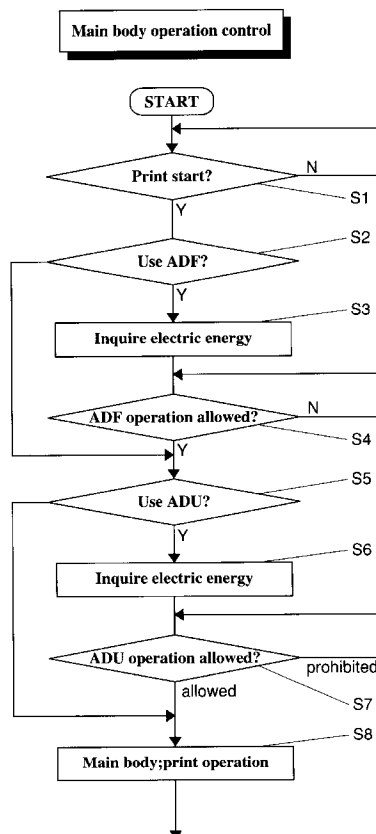 Main body operation control
START
Print start?
N
S1
Y
S2
Use ADF?
Y
S3
Inquire electric energy
ADF operation allowed?
N
S4
Y
S5
Use ADU?
Y
S6
Inquire electric energy
ADU operation allowed?
prohibited
allowed
S7
S8
Main body;print operation